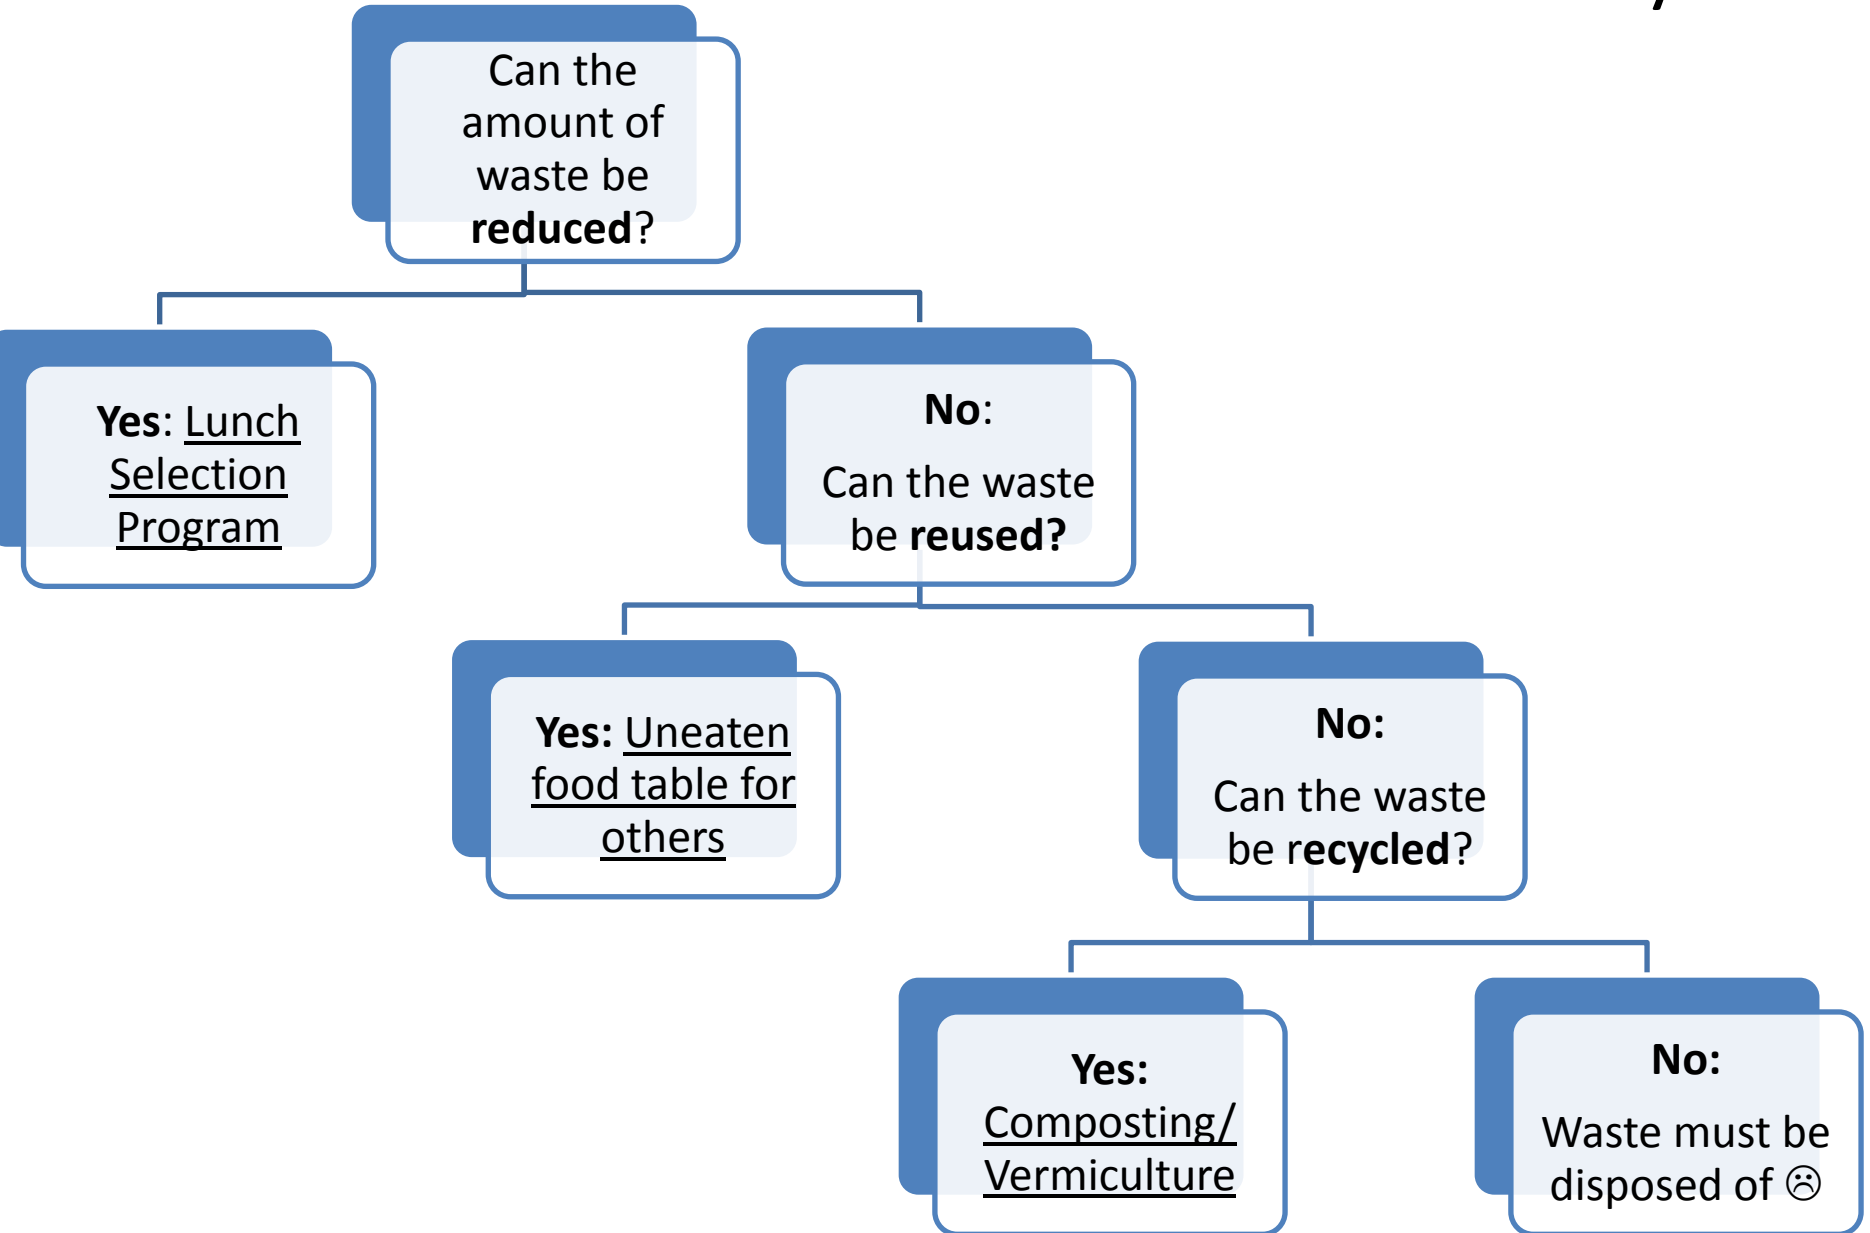 Can the
amount of
waste be
reduced?
Yes: Lunch
Selection
Program
No:
Can the waste
be reused?
Yes: Uneaten
food table for
others
No:
Can the waste
be recycled?
Yes:
Composting/
Vermiculture
No:
Waste must be
disposed of ☹